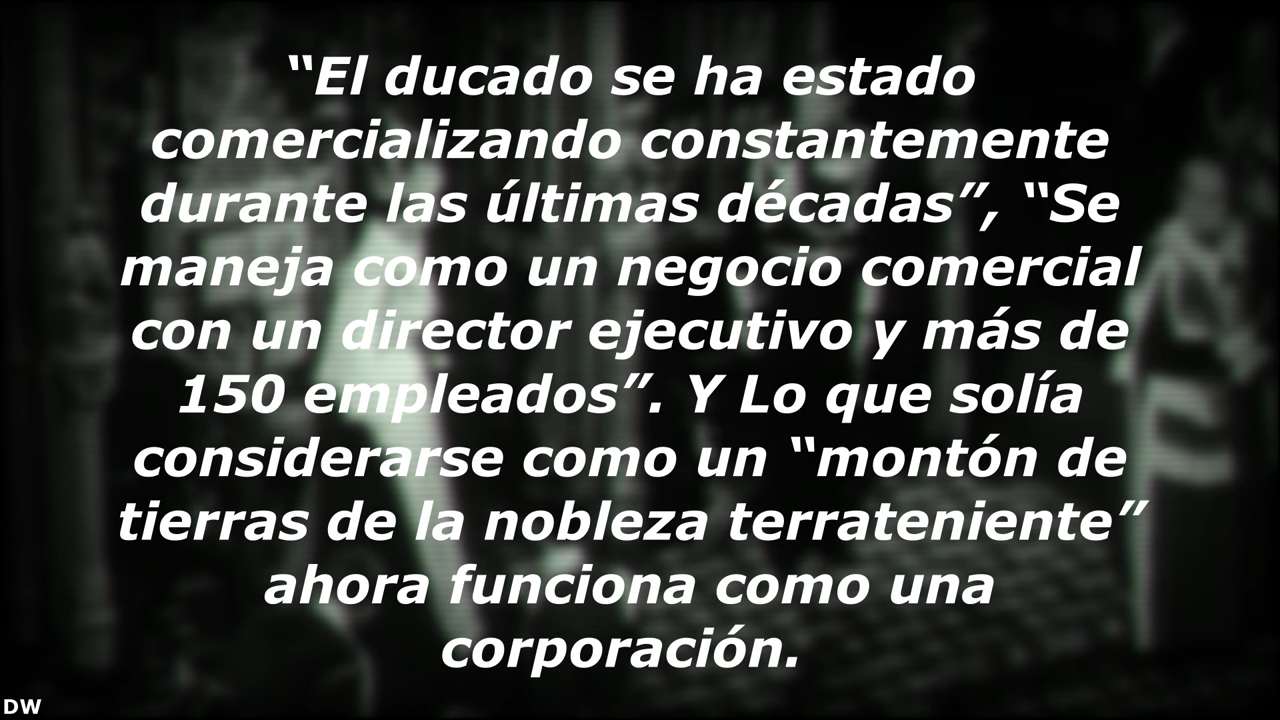 “El ducado se ha estado
comercializando constantemente
durante las últimas décadas”, “Se
maneja como un negocio comercial
con un director ejecutivo y más de
150 empleados”. Y Lo que solía
considerarse como un “montón de
tierras de la nobleza terrateniente”
ahora funciona como una
corporación.
DW